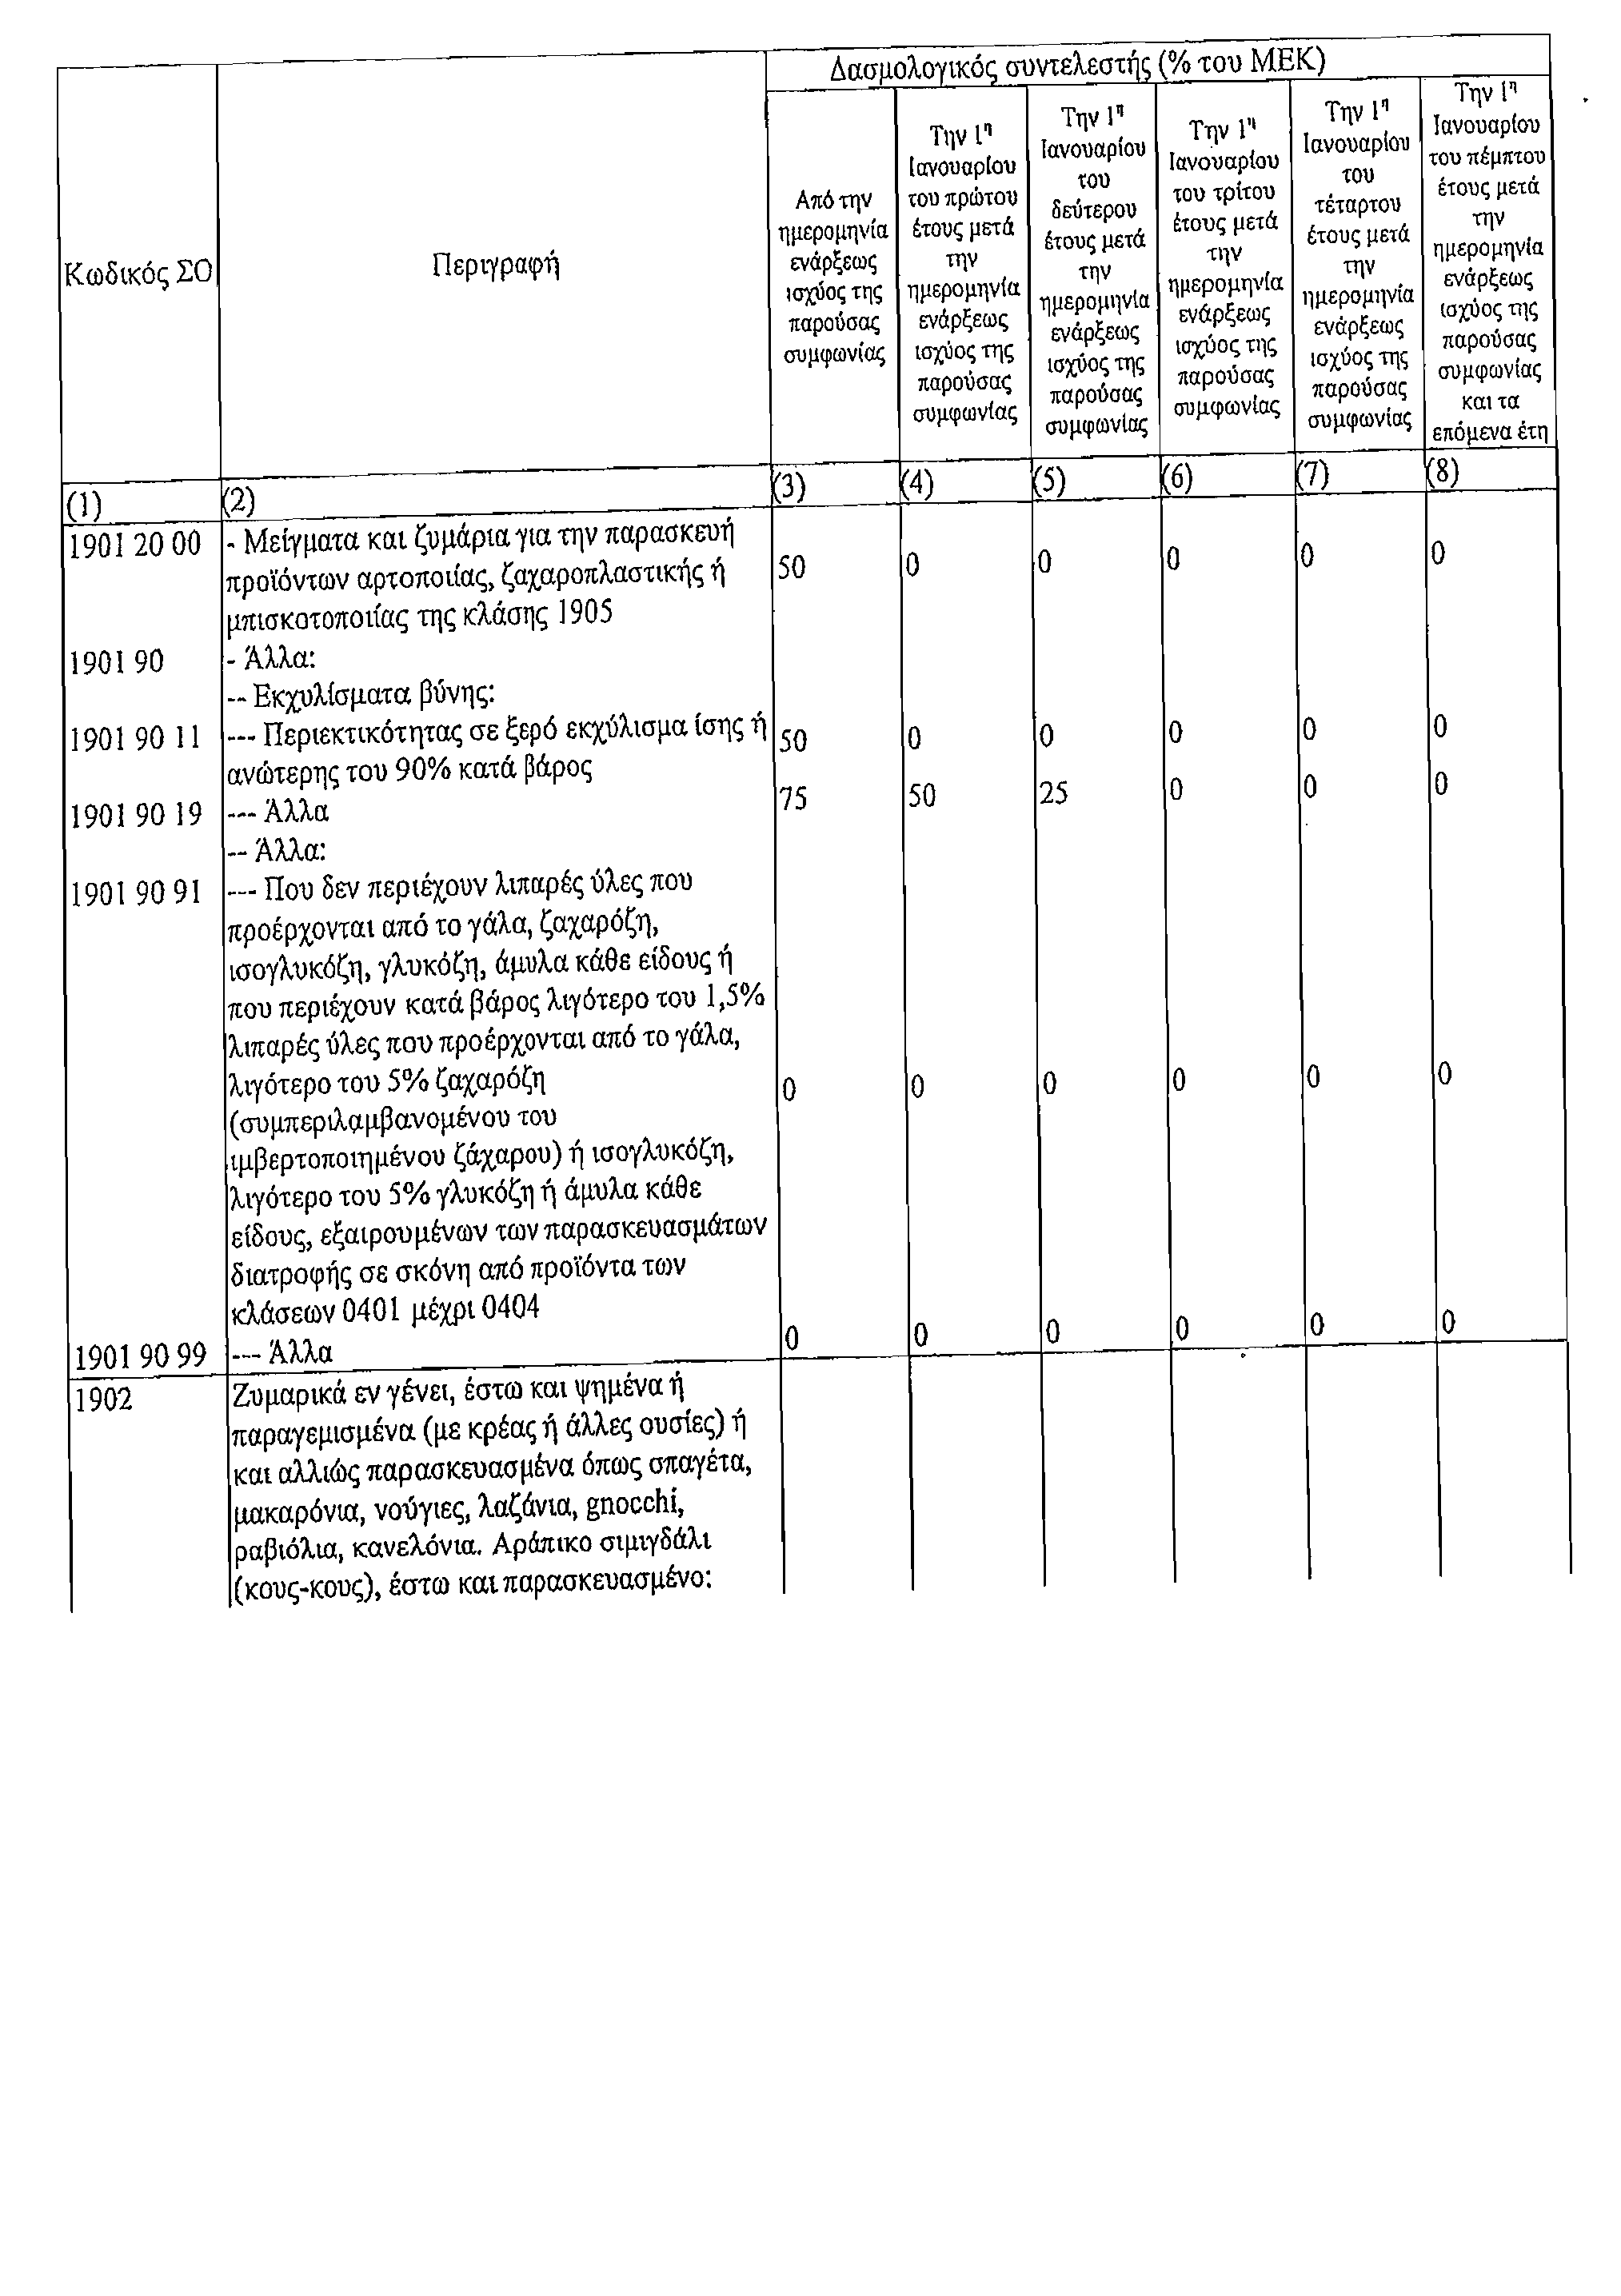 Δασμολογικός συντελεστής (% του ΜΕΚ)
Κωδικός ΣΟ
Περιγραφή
Από την
ημερομηνία
ενάρξεως
ισχύος της
παρούσας
συμφωνίας
Την 1η
Ιανουαρίου
του πρώτου
έτους μετά
την
ημερομηνία
ενάρξεως
ισχύος της
παρούσας
συμφωνίας
Την 1η
Ιανουαρίου
του
δεύτερου
έτους μετά
την
ημερομηνία
ενάρξεως
ισχύος της
παρούσας
συμφωνίας
Την 1η
Ιανουαρίου
του τρίτου
έτους μετά
την
ημερομηνία
ενάρξεως
ισχύος της
παρούσας
συμφωνίας
Την 1η
Ιανουαρίου
του
τέταρτου
έτους μετά
την
ημερομηνία
ενάρξεως
ισχύος της
παρούσας
συμφωνίας
Την 1η
Ιανουαρίου
του πέμπτου
έτους μετά
την
ημερομηνία
ενάρξεως
ισχύος της
παρούσας
συμφωνίας
και τα
επόμενα έτη
(1) (2) (3) (4) (5) (6) (7) (8)
1901 20 00 - Μείγματα και ζυμάρια για την παρασκευή
προϊόντων αρτοποιίας, ζαχαροπλαστικής ή 50 0 0 0 0 0
μπισκοτοποιίας της κλάσης 1905
1901 90 - Άλλα:
-- Εκχυλίσματα βύνης:
1901 90 11 --- Περιεκτικότητας σε ξερό εκχύλισμα ίσης ή 50 0 0 0 0 0
ανώτερης του 90% κατά βάρος
1901 90 19 --- Άλλα 75 50 25 0 0 0
-- Άλλα:
1901 90 91 --- Που δεν περιέχουν λιπαρές ύλες που
προέρχονται από το γάλα, ζαχαρόζη,
ισογλυκόζη, γλυκόζη, άμυλα κάθε είδους ή
που περιέχουν κατά βάρος λιγότερο του 1,5%
λιπαρές ύλες που προέρχονται από το γάλα,
λιγότερο του 5% ζαχαρόζη 0 0 0 0 0 0
(συμπεριλαμβανομένου του
ιμβερτοποιημένου ζάχαρου) ή ισογλυκόζη,
λιγότερο του 5% γλυκόζη ή άμυλα κάθε
είδους, εξαιρουμένων των παρασκευασμάτων
διατροφής σε σκόνη από προϊόντα των
κλάσεων 0401 μέχρι 0404
1901 90 99 --- Άλλα 0 0 0 0 0 0
1902 Ζυμαρικά εν γένει, έστω και ψημένα ή
παραγεμισμένα (με κρέας ή άλλες ουσίες) ή
και αλλιώς παρασκευασμένα όπως σπαγέτα,
μακαρόνια, νούγιες, λαζάνια, gnocchi,
ραβιόλια, κανελόνια. Αράπικο σιμιγδάλι
(κους-κους), έστω και παρασκευασμένο: